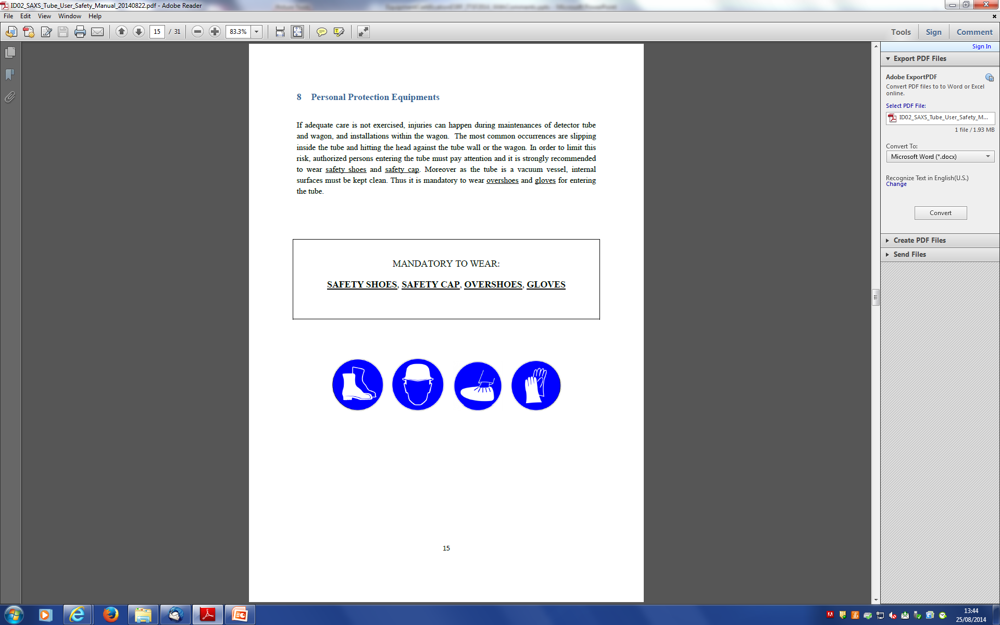 ID02_SAXS_Tube_User_Safety_Manual_20140822.pdf - Adobe Reader
File Edit View Window Help
15 / 31 83.3% Tools Sign Comment
Sign In
Export PDF Files
Adobe ExportPDF
Convert PDF files to to Word or Excel
online.
Select PDF File:
ID02_SAXS_Tube_User_Safety_M...
1 file / 1.93 MB
Convert To:
Microsoft Word (*.docx)
Recognize Text in English(U.S.)
Change
Convert
Create PDF Files
Send Files
8 Personal Protection Equipments
If adequate care is not exercised, injuries can happen during maintenances of detector tube
and wagon, and installations within the wagon. The most common occurrences are slipping
inside the tube and hitting the head against the tube wall or the wagon. In order to limit this
risk, authorized persons entering the tube must pay attention and it is strongly recommended
to wear safety shoes and safety cap. Moreover as the tube is a vacuum vessel, internal
surfaces must be kept clean. Thus it is mandatory to wear overshoes and gloves for entering
the tube.
MANDATORY TO WEAR:
SAFETY SHOES, SAFETY CAP, OVERSHOES, GLOVES
15
13:44
25/08/2014